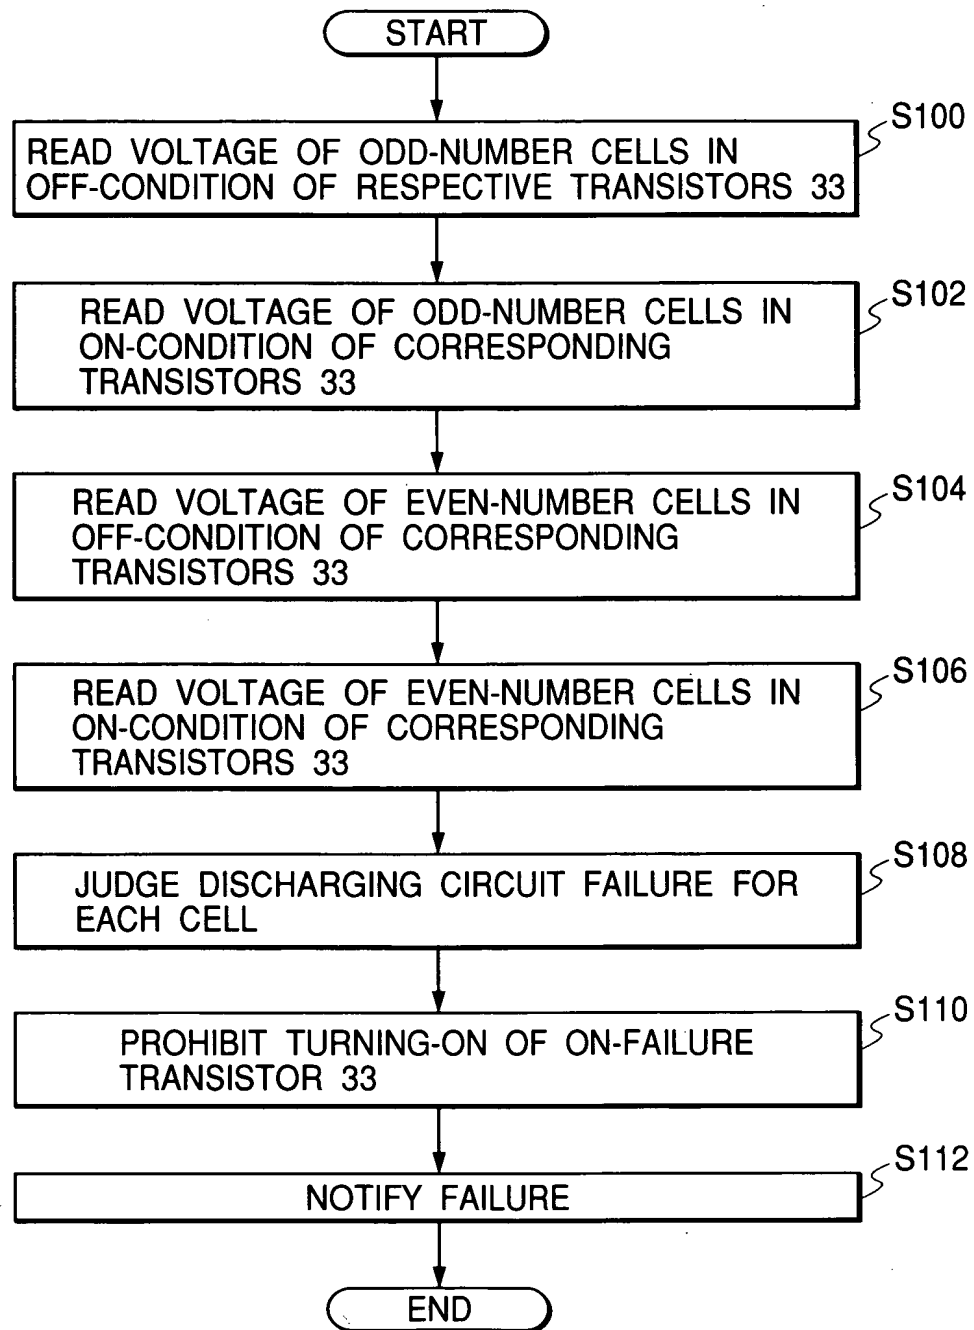 START
S100
READ VOLTAGE OF ODD-NUMBER CELLS IN
OFF-CONDITION OF RESPECTIVE TRANSISTORS 33
S102
READ VOLTAGE OF ODD-NUMBER CELLS IN
ON-CONDITION OF CORRESPONDING
TRANSISTORS 33
S104
READ VOLTAGE OF EVEN-NUMBER CELLS IN
OFF-CONDITION OF CORRESPONDING
TRANSISTORS 33
S106
READ VOLTAGE OF EVEN-NUMBER CELLS IN
ON-CONDITION OF CORRESPONDING
TRANSISTORS 33
S108
JUDGE DISCHARGING CIRCUIT FAILURE FOR
EACH CELL
S110
PROHIBIT TURNING-ON OF ON-FAILURE
TRANSISTOR 33
S112
NOTIFY FAILURE
END